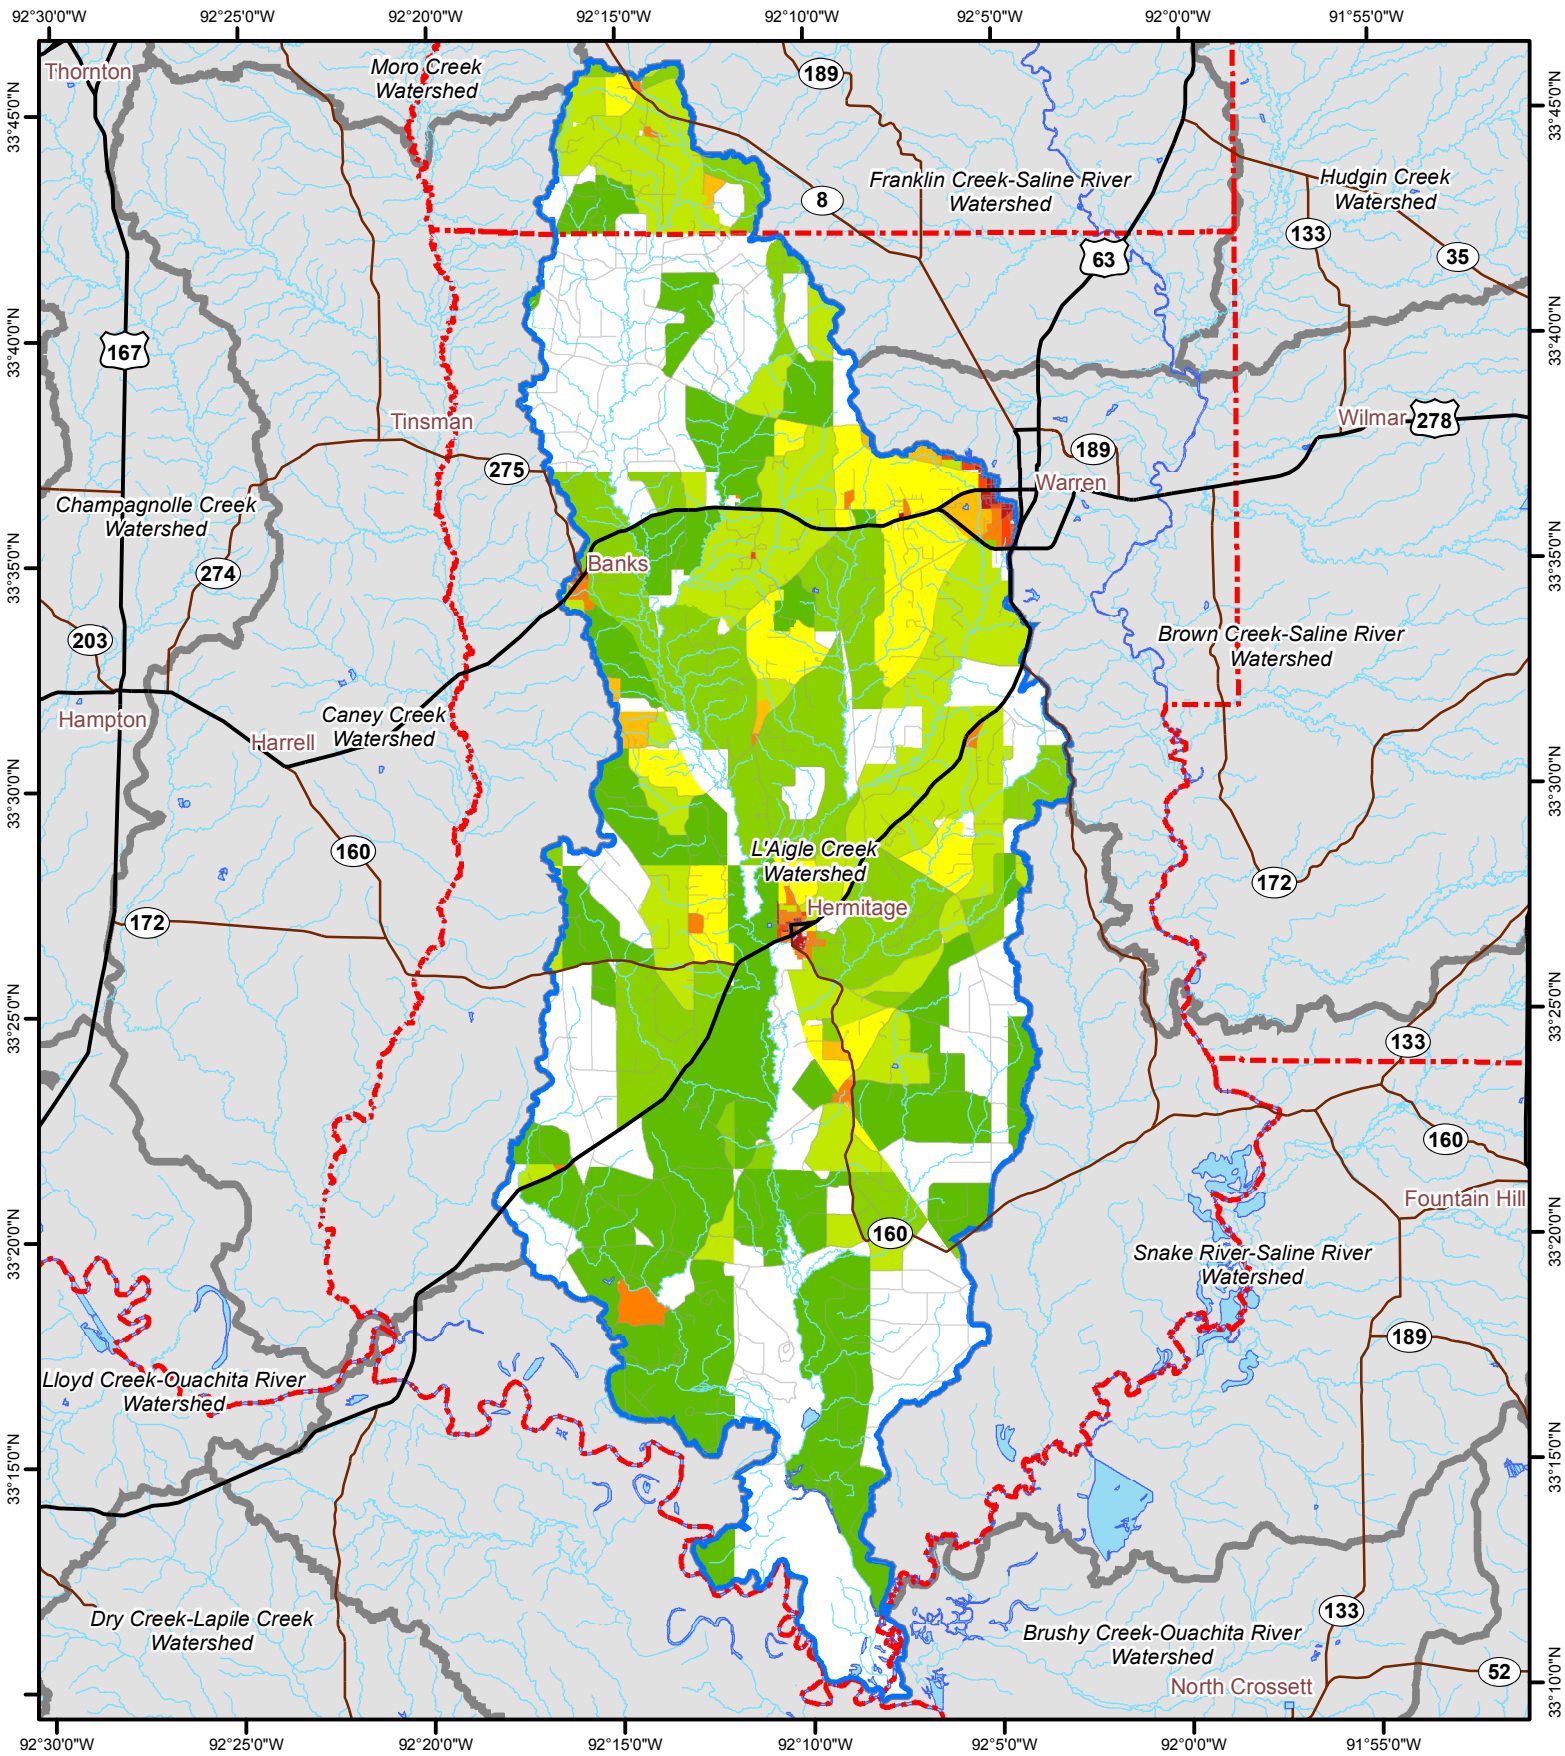 92°30'0"W 92°25'0"W 92°20'0"W 92°15'0"W 92°10'0"W 92°5'0"W 92°0'0"W 91°55'0"W
Thornton
Moro Creek
Watershed
189
33°45'0"N
33°45'0"N
Franklin Creek-Saline River
Watershed
Hudgin Creek
Watershed
8
133
35
63
33°40'0"N
33°40'0"N
167
Tinsman
Wilmar
278
275
189
Warren
Champagnolle Creek
Watershed
33°35'0"N
33°35'0"N
274
Banks
203
Brown Creek-Saline River
Watershed
Hampton
Harrell
Caney Creek
Watershed
33°30'0"N
33°30'0"N
160
L'Aigle Creek
Watershed
172
Hermitage
172
33°25'0"N
33°25'0"N
133
160
Fountain Hill
33°20'0"N
33°20'0"N
160
Snake River-Saline River
Watershed
189
Lloyd Creek-Ouachita River
Watershed
33°15'0"N
33°15'0"N
Dry Creek-Lapile Creek
Watershed
133
Brushy Creek-Ouachita River
Watershed
52
North Crossett
33°10'0"N
92°30'0"W 92°25'0"W 92°20'0"W 92°15'0"W 92°10'0"W 92°5'0"W 92°0'0"W 91°55'0"W